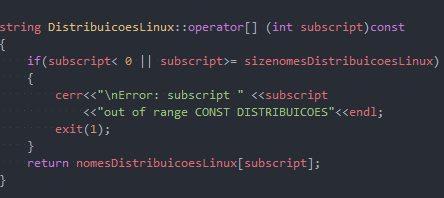 string DistribuicoesLinux::operator[] (int subscript)const
{
    if(subscript< 0 || subscript>= sizenomesDistribuicoesLinux)
    {
        cerr<<"\nError: subscript " <<subscript
            <<"out of range CONST DISTRIBUICOES"<<endl;
        exit(1);
    }
    return nomesDistribuicoesLinux[subscript];
}